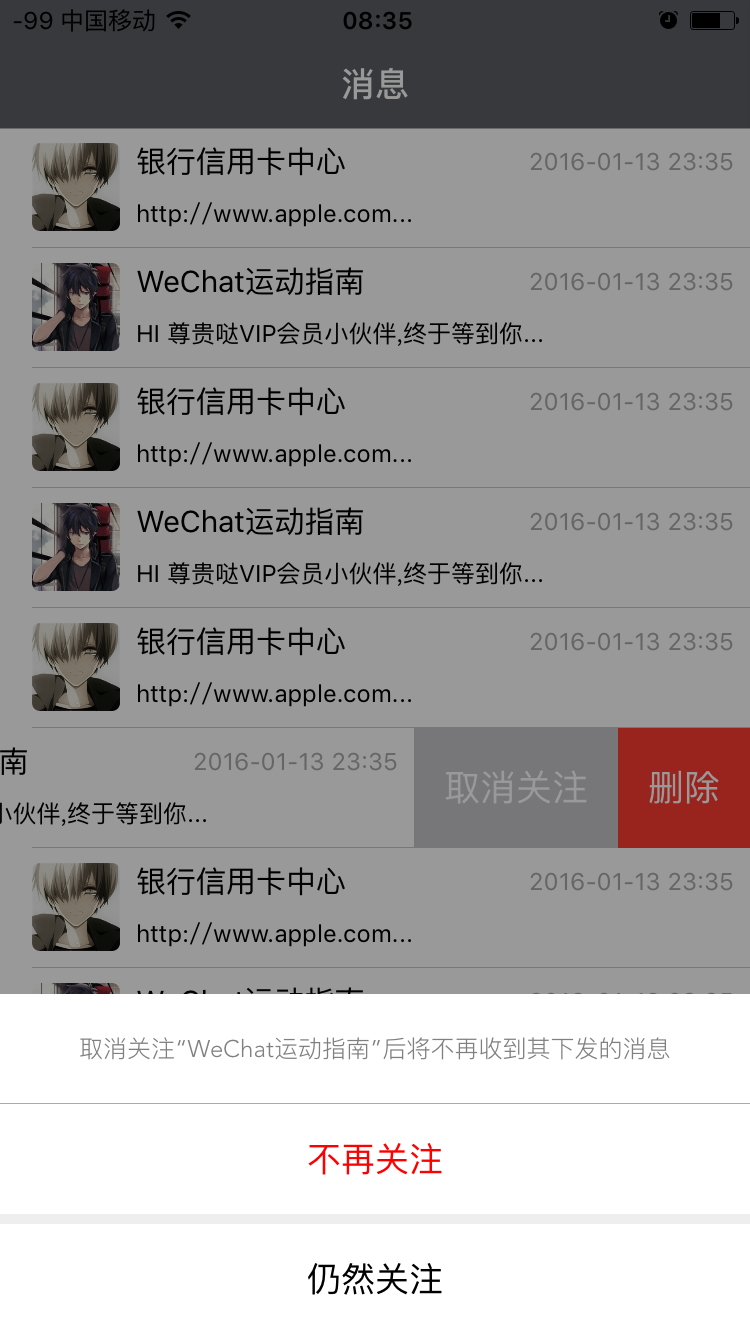 -99 中国移动 08:35
消息
银行信用卡中心 2016-01-13 23:35
http://www.apple.com...
WeChat运动指南 2016-01-13 23:35
HI 尊贵哒VIP会员小伙伴,终于等到你...
银行信用卡中心 2016-01-13 23:35
http://www.apple.com...
WeChat运动指南 2016-01-13 23:35
HI 尊贵哒VIP会员小伙伴,终于等到你...
银行信用卡中心 2016-01-13 23:35
http://www.apple.com...
南 2016-01-13 23:35 取消关注 删除
小伙伴,终于等到你...
银行信用卡中心 2016-01-13 23:35
http://www.apple.com...
WeChat运动指南
取消关注“WeChat运动指南”后将不再收到其下发的消息
不再关注
仍然关注